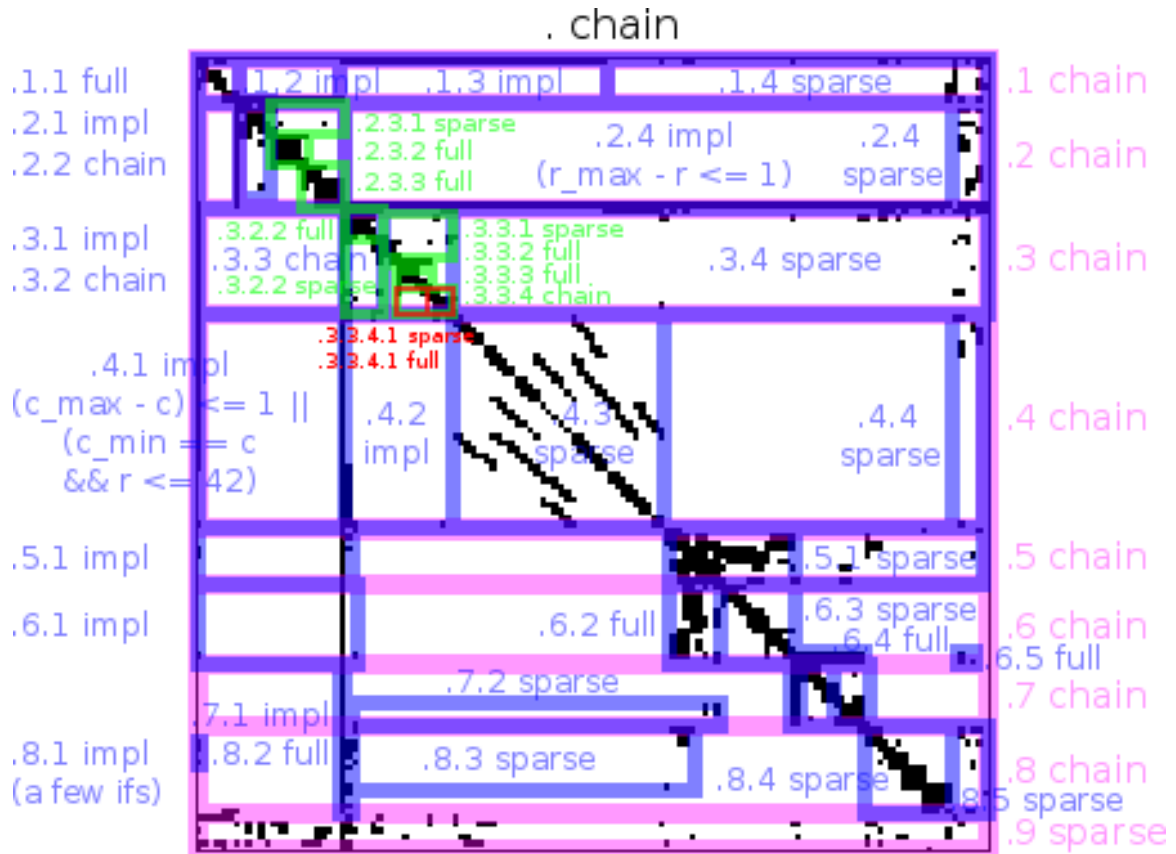 . chain
.1.1 full
.1.2 impl
.1.3 impl
.1.4 sparse
.1 chain
.2.1 impl
.2.2 chain
.2.3.1 sparse
.2.3.2 full
.2.3.3 full
.2.4 impl
(r_max - r <= 1)
.2.4
sparse
.2 chain
.3.1 impl
.3.2 chain
.3.2.2 full
.3.3 chain
.3.2.2 sparse
.3.3.1 sparse
.3.3.2 full
.3.3.3 full
.3.3.4 chain
.3.4 sparse
.3 chain
.3.3.4.1 sparse
.3.3.4.1 full
.4.1 impl
(c_max - c) <= 1 ||
(c_min == c
&& r <= 42)
.4.2
impl
.4.3
sparse
.4.4
sparse
.4 chain
.5.1 impl
.5.1 sparse
.5 chain
.6.1 impl
.6.2 full
.6.3 sparse
.6.4 full
.6.5 full
.6 chain
.7.1 impl
.7.2 sparse
.7 chain
.8.1 impl
(a few ifs)
.8.2 full
.8.3 sparse
.8.4 sparse
.8.5 sparse
.8 chain
.9 sparse